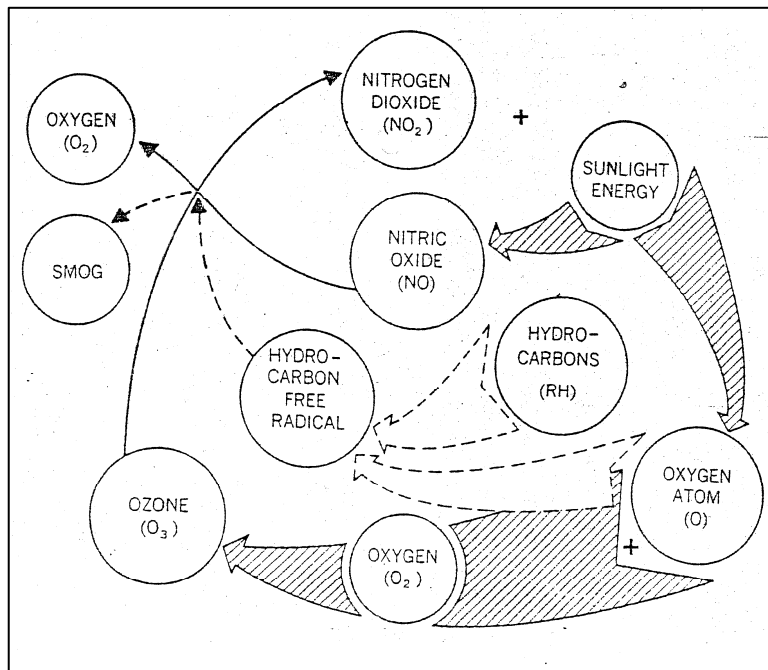 NITROGEN
DIOXIDE
(NO₂)
+
OXYGEN
(O₂)
SUNLIGHT
ENERGY
SMOG
NITRIC
OXIDE
(NO)
HYDRO-
CARBONS
(RH)
HYDRO-
CARBON
FREE
RADICAL
OXYGEN
ATOM
(O)
+
OZONE
(O₃)
OXYGEN
(O₂)